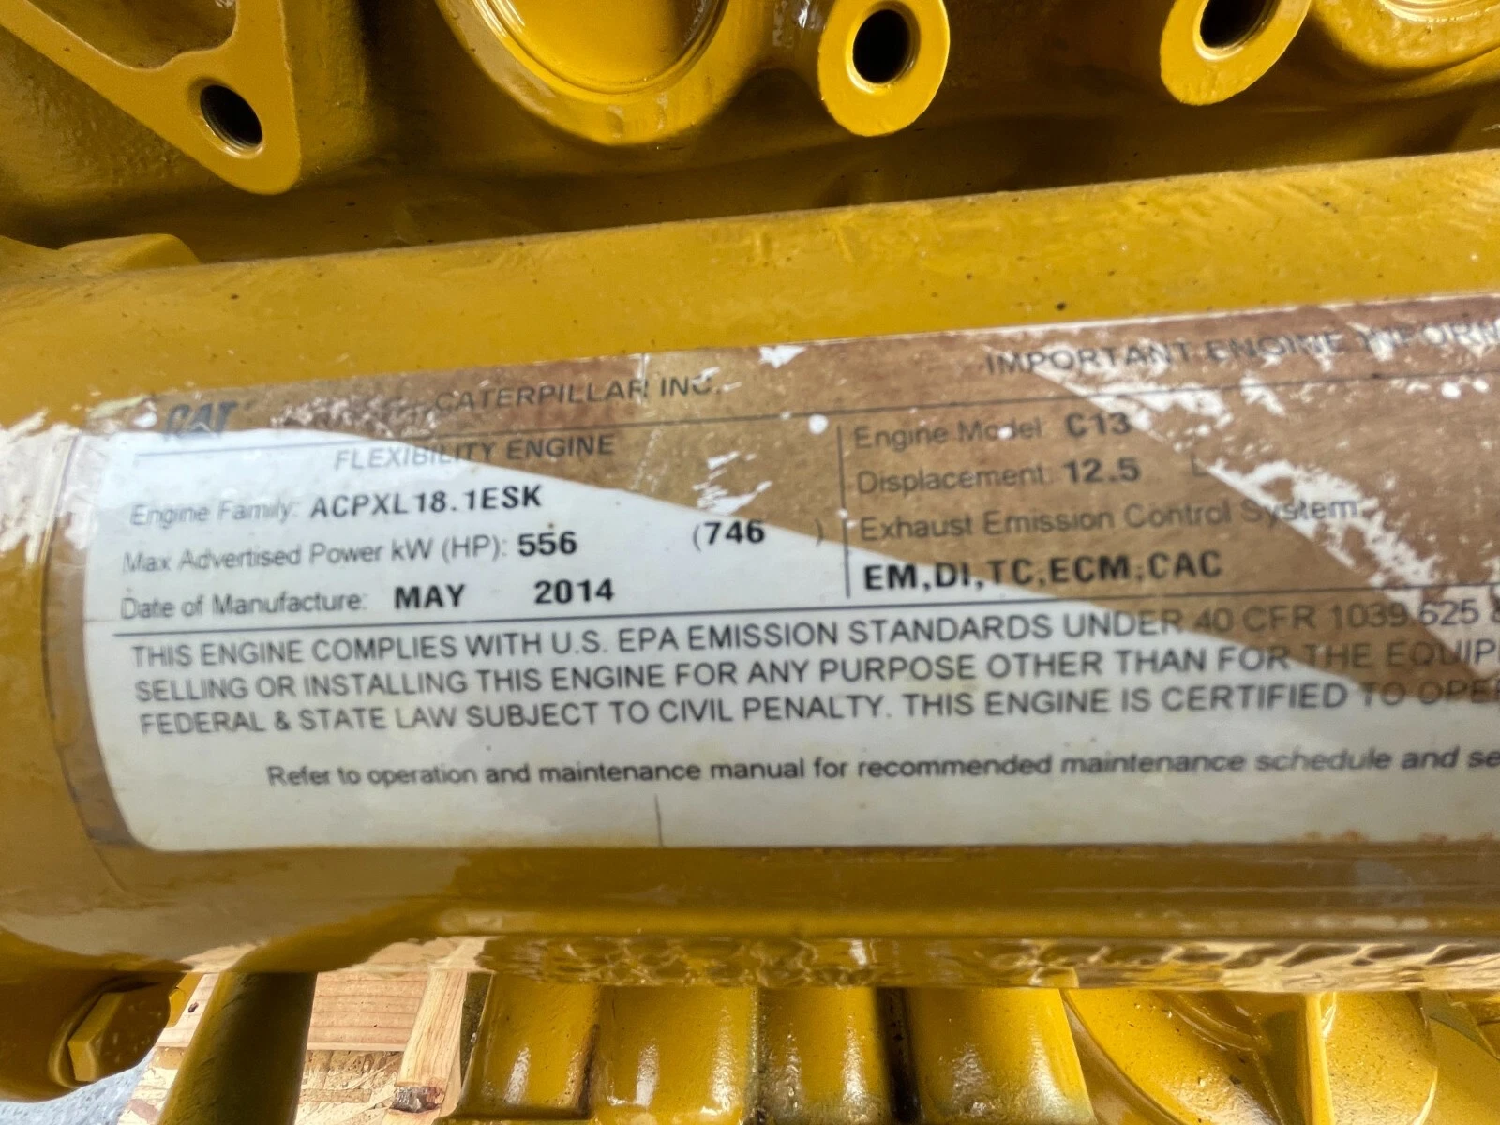 CAT CATERPILLAR INC. IMPORTANT ENGINE
FLEXIBILITY ENGINE
Engine Family: ACPXL18.1ESK
Max Advertised Power kW (HP): 556 (746 )
Date of Manufacture: MAY 2014
Engine Model C13
Displacement: 12.5 L
Exhaust Emission Control System:
EM,DI,TC,ECM,CAC
THIS ENGINE COMPLIES WITH U.S. EPA EMISSION STANDARDS UNDER 40 CFR 1039.625 &
SELLING OR INSTALLING THIS ENGINE FOR ANY PURPOSE OTHER THAN FOR THE EQUIP
FEDERAL & STATE LAW SUBJECT TO CIVIL PENALTY. THIS ENGINE IS CERTIFIED TO OPE
Refer to operation and maintenance manual for recommended maintenance schedule and se